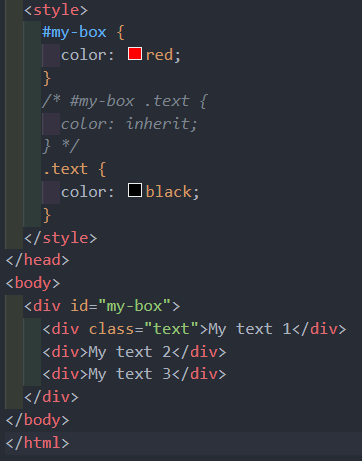 <style>
#my-box {
color: red;
}
/* #my-box .text {
color: inherit;
} */
.text {
color: black;
}
</style>
</head>
<body>
<div id="my-box">
<div class="text">My text 1</div>
<div>My text 2</div>
<div>My text 3</div>
</div>
</body>
</html>